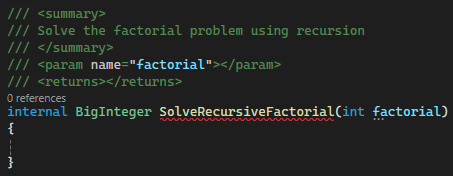 /// <summary>
/// Solve the factorial problem using recursion
/// </summary>
/// <param name="factorial"></param>
/// <returns></returns>
0 references
internal BigInteger SolveRecursiveFactorial(int factorial)
{
}